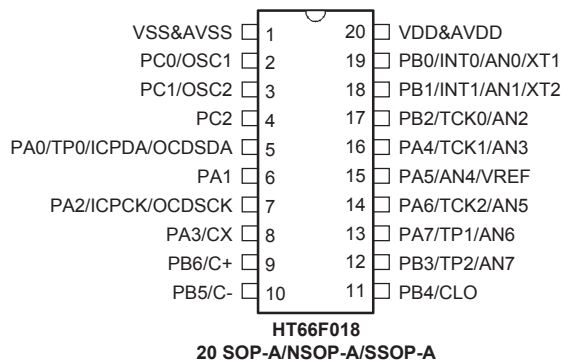 VSS&AVSS 1 20 VDD&AVDD
PC0/OSC1 2 19 PB0/INT0/AN0/XT1
PC1/OSC2 3 18 PB1/INT1/AN1/XT2
PC2 4 17 PB2/TCK0/AN2
PA0/TP0/ICPDA/OCDSDA 5 16 PA4/TCK1/AN3
PA1 6 15 PA5/AN4/VREF
PA2/ICPCK/OCDSCK 7 14 PA6/TCK2/AN5
PA3/CX 8 13 PA7/TP1/AN6
PB6/C+ 9 12 PB3/TP2/AN7
PB5/C- 10 11 PB4/CLO
HT66F018
20 SOP-A/NSOP-A/SSOP-A